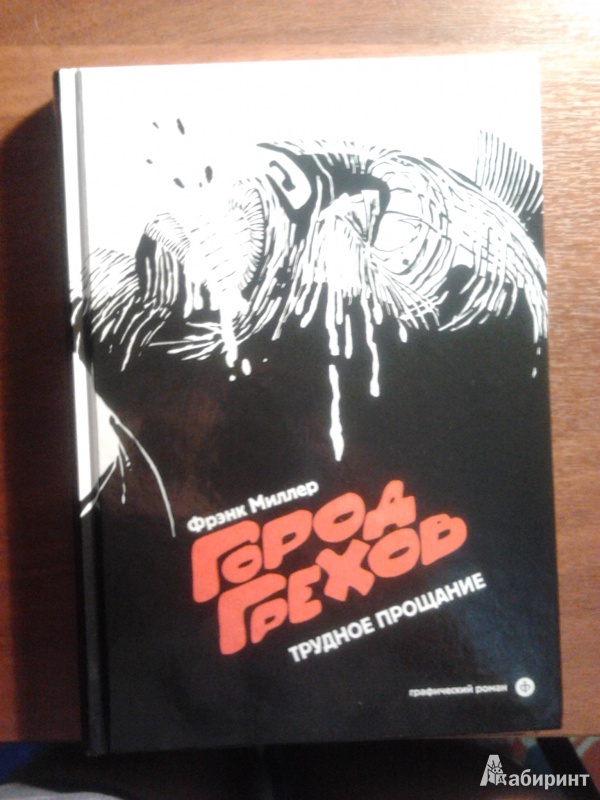 Фрэнк Миллер
ГОРОД
ГРЕХОВ
ТРУДНОЕ ПРОЩАНИЕ
графический роман
Лабиринт